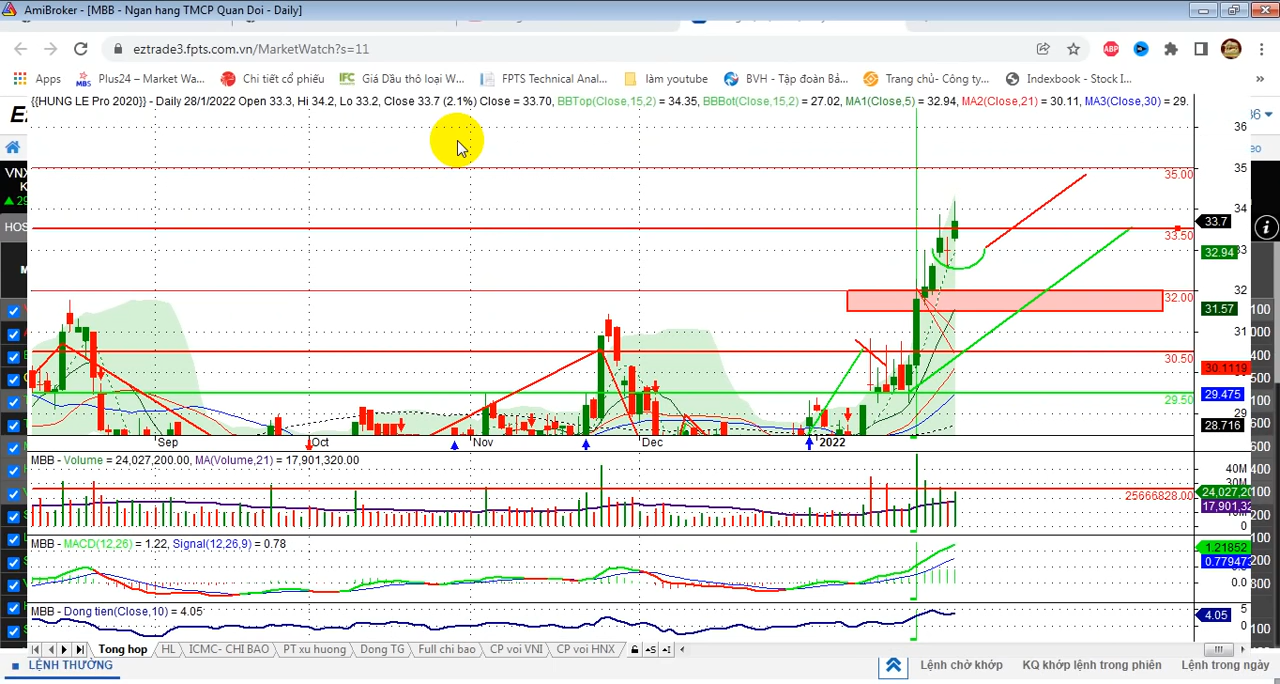 AmiBroker - [MBB - Ngan hang TMCP Quan Doi - Daily]
eztrade3.fpts.com.vn/MarketWatch?s=11
ABP
Apps MBS Plus24 – Market Wa... Chi tiết cổ phiếu IFC Giá Dầu thô loại W... FPTS Technical Anal... làm youtube BVH - Tập đoàn Bả... Trang chủ- Công ty... Indexbook - Stock I... »
{{HUNG LE Pro 2020}} - Daily 28/1/2022 Open 33.3, Hi 34.2, Lo 33.2, Close 33.7 (2.1%) Close = 33.70, BBTop(Close,15,2) = 34.35, BBBot(Close,15,2) = 27.02, MA1(Close,5) = 32.94, MA2(Close,21) = 30.11, MA3(Close,30) = 29.
36
35
35.00
34
33.7
33.50
32.94
32
32.00
31.57
31
30.50
30.1119
29.475
29.50
29
28.716
Sep Oct Nov Dec 2022
MBB - Volume = 24,027,200.00, MA(Volume,21) = 17,901,320.00
40M
25666828.00
24,027,20
17,901,32
0
MBB - MACD(12,26) = 1.22, Signal(12,26,9) = 0.78
1.21852
0.779473
0.0
MBB - Dong tien(Close,10) = 4.05
5
4.05
0
Tong hop HL ICMC- CHI BAO PT xu huong Dong TG Full chi bao CP voi VNI CP voi HNX
LỆNH THƯỜNG Lệnh chờ khớp KQ khớp lệnh trong phiên Lệnh trong ngày